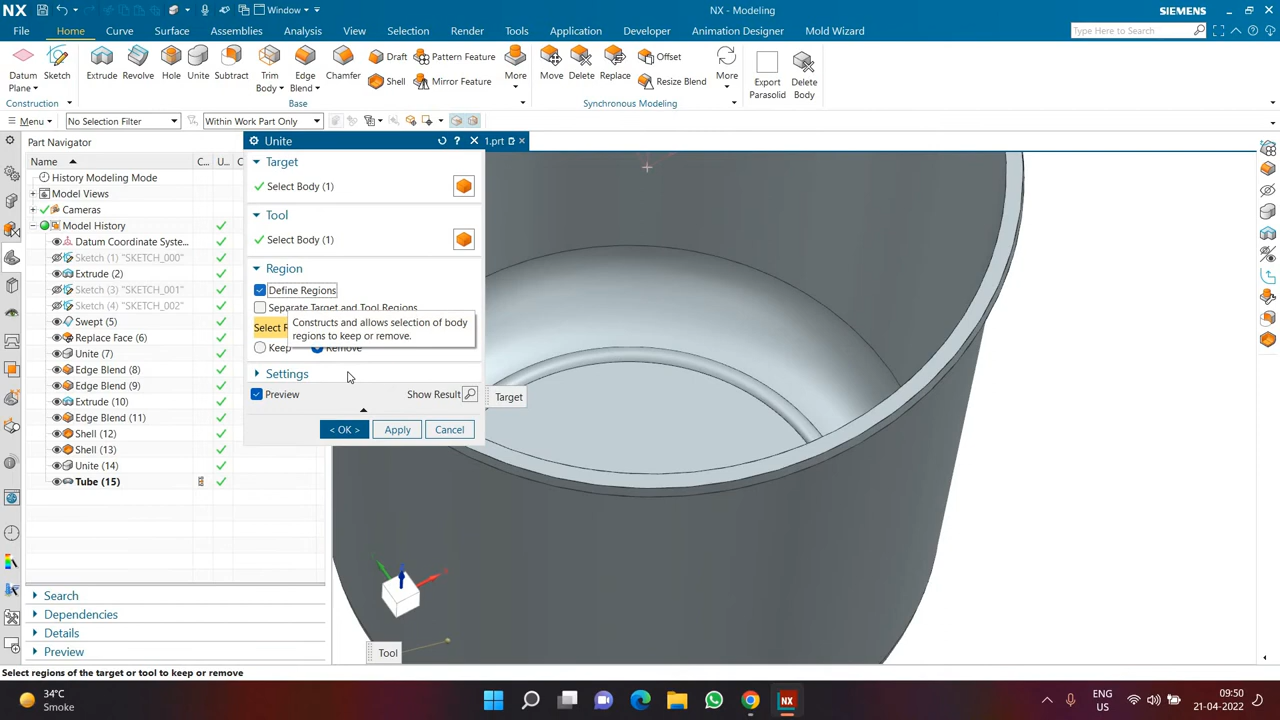 NX
Window
NX - Modeling
SIEMENS
File
Home
Curve
Surface
Assemblies
Analysis
View
Selection
Render
Tools
Application
Developer
Animation Designer
Mold Wizard
Type Here to Search
Datum Plane
Sketch
Extrude
Revolve
Hole
Unite
Subtract
Trim Body
Edge Blend
Chamfer
Draft
Shell
Pattern Feature
Mirror Feature
More
Move
Delete
Replace
Offset
Resize Blend
More
Export Parasolid
Delete Body
Construction
Base
Synchronous Modeling
Menu
No Selection Filter
Within Work Part Only
Part Navigator
Name
C...
U...
C
History Modeling Mode
Model Views
Cameras
Model History
Datum Coordinate Syste...
Sketch (1) "SKETCH_000"
Extrude (2)
Sketch (3) "SKETCH_001"
Sketch (4) "SKETCH_002"
Swept (5)
Replace Face (6)
Unite (7)
Edge Blend (8)
Edge Blend (9)
Extrude (10)
Edge Blend (11)
Shell (12)
Shell (13)
Unite (14)
Tube (15)
Search
Dependencies
Details
Preview
Unite
1.prt
Target
Select Body (1)
Tool
Select Body (1)
Region
Define Regions
Separate Target and Tool Regions
Select R
Constructs and allows selection of body
regions to keep or remove.
Keep
Remove
Settings
Preview
Show Result
< OK >
Apply
Cancel
Target
Tool
Select regions of the target or tool to keep or remove
34°C
Smoke
NX
ENG
US
09:50
21-04-2022